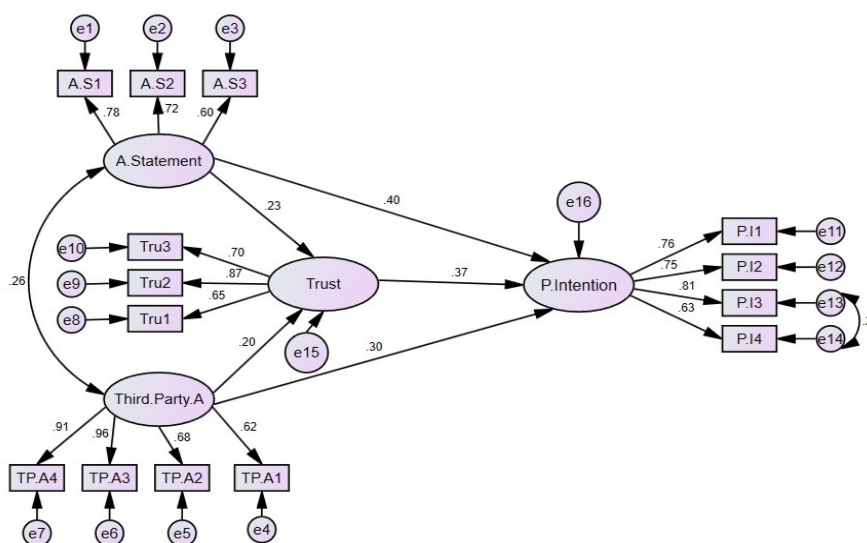 e1 e2 e3
A.S1 A.S2 A.S3
.78 .72 .60
A.Statement
.40
.23
e16
e10 Tru3 .70
P.I1 e11
.76
e9 Tru2 .87
Trust .37 P.Intention
.75 P.I2 e12
.26
.65
.81 P.I3 e13
e8 Tru1
.63 P.I4 e14
.20 e15 .30
Third.Party.A
.91 .96 .68 .62
TP.A4 TP.A3 TP.A2 TP.A1
e7 e6 e5 e4